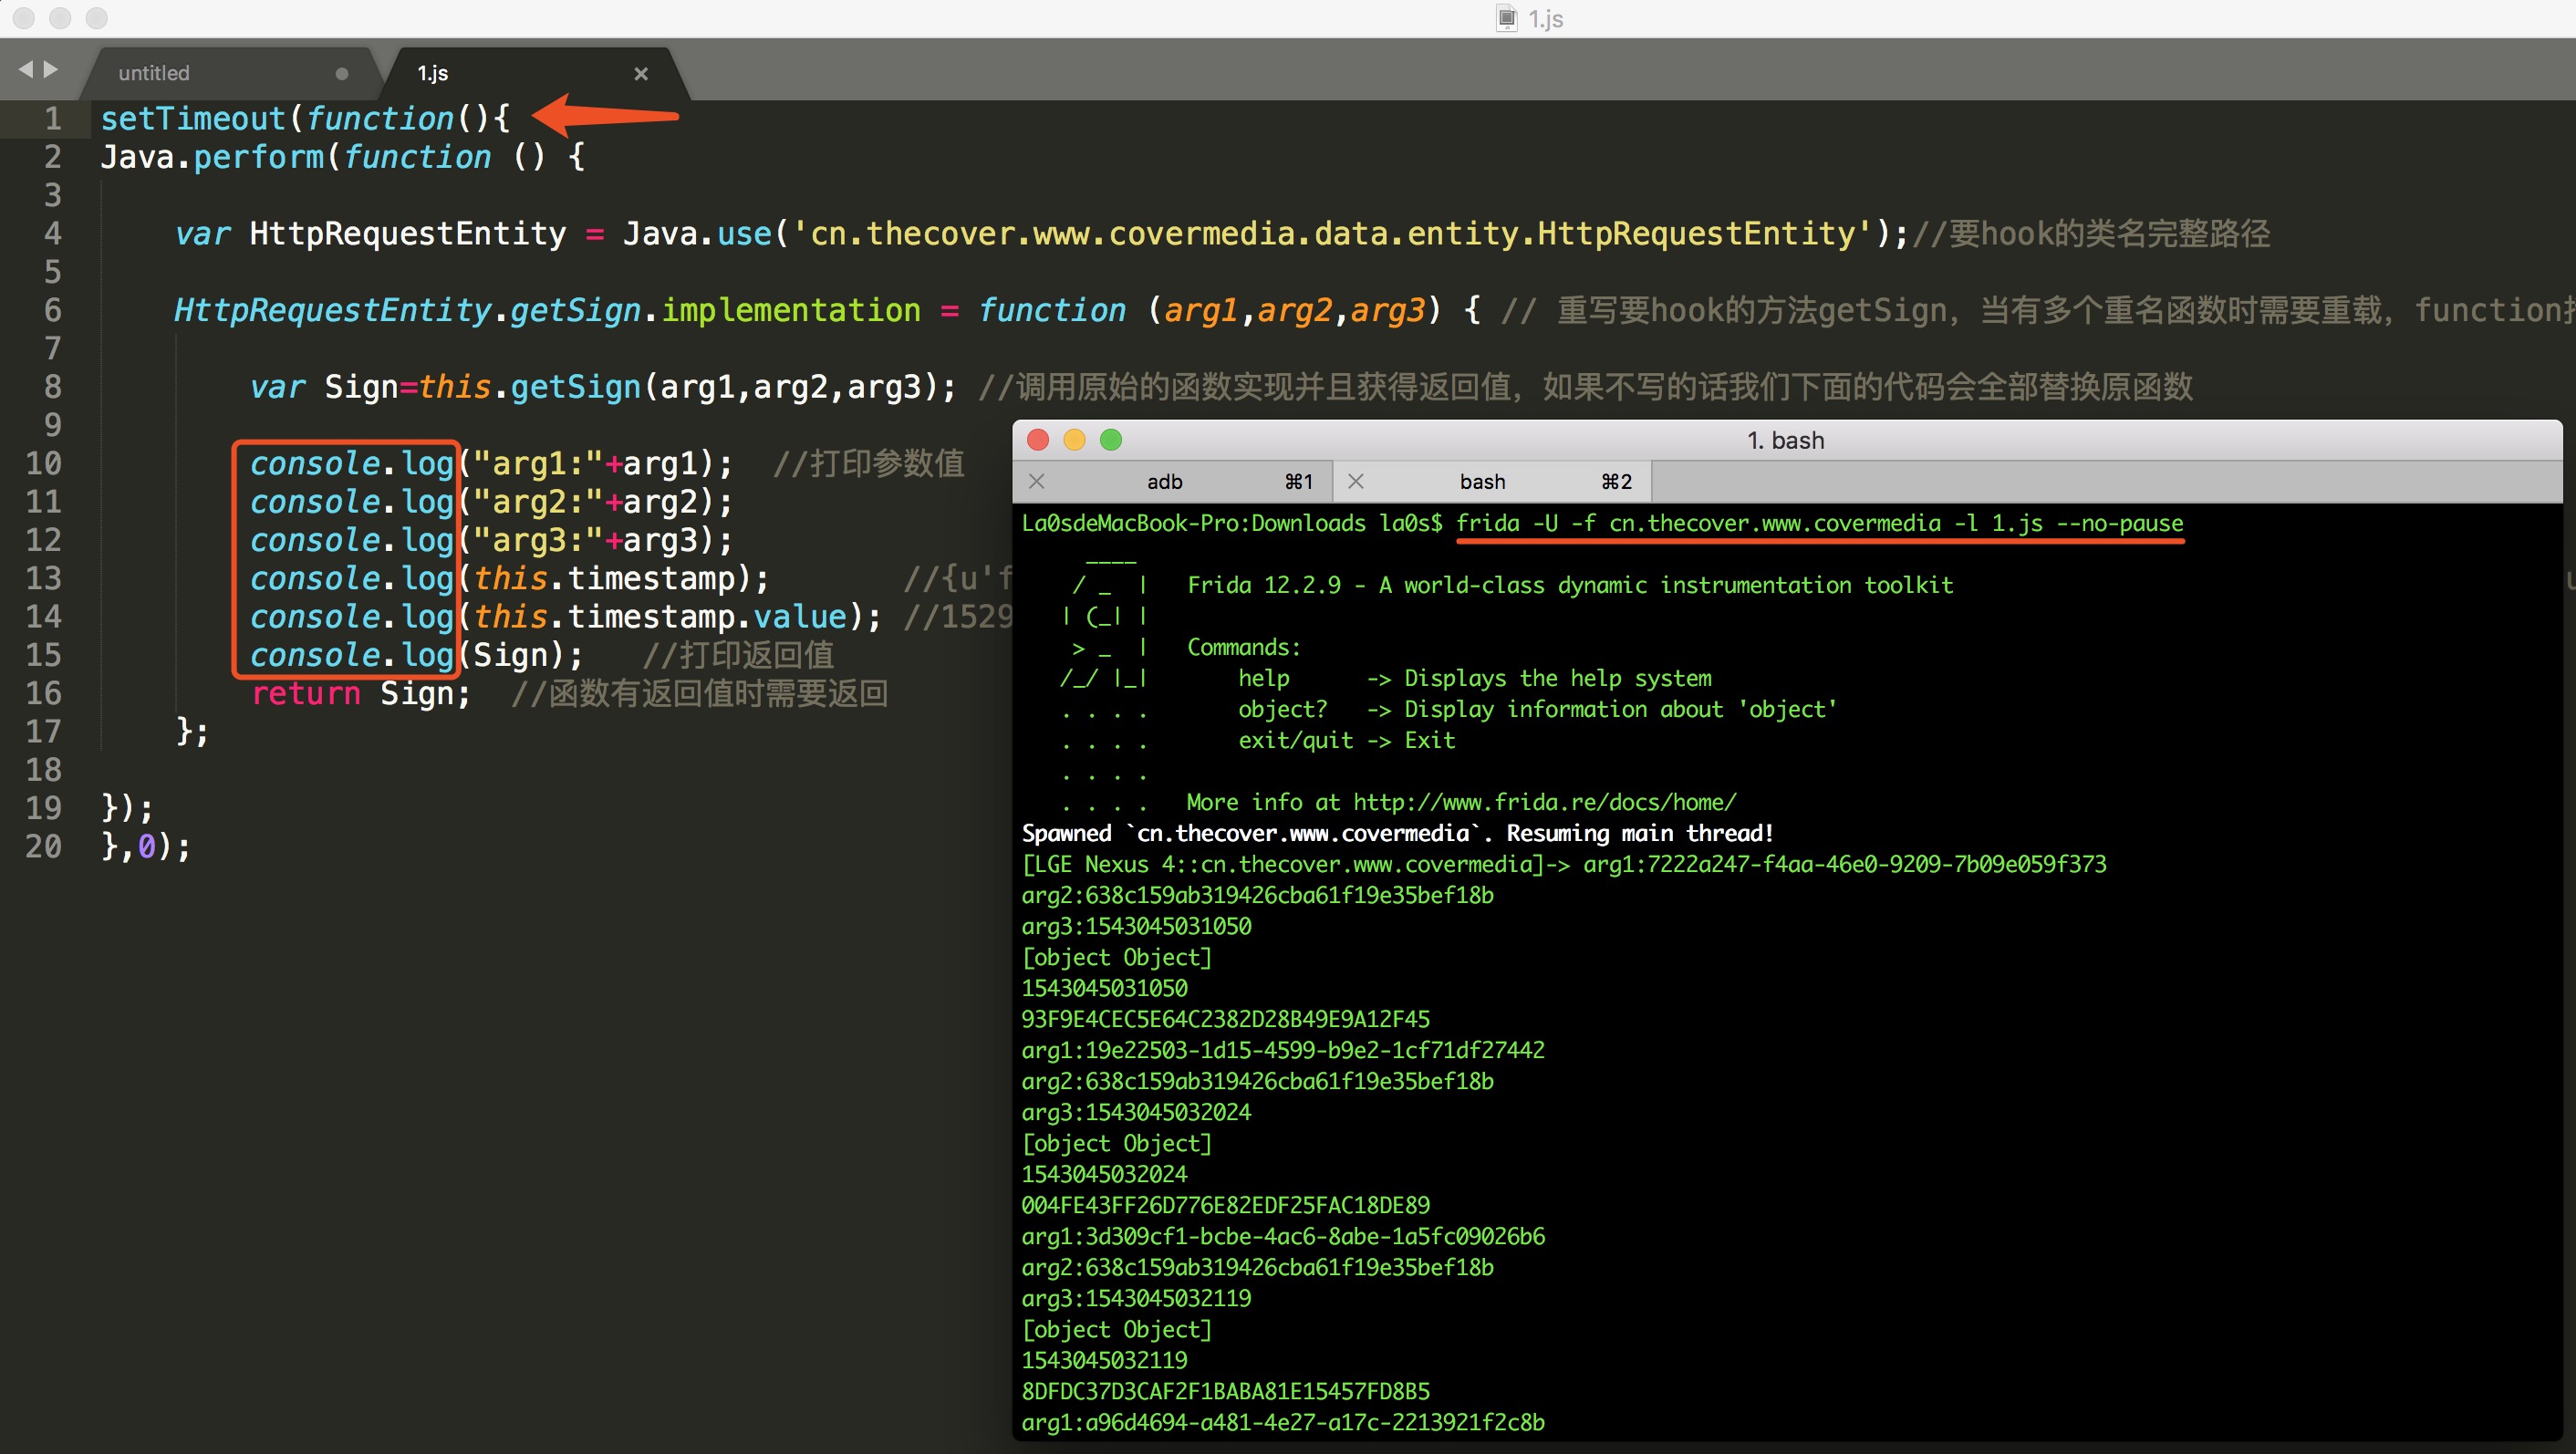 1.js
untitled
1.js
1 setTimeout(function(){
2 Java.perform(function () {
3
4 var HttpRequestEntity = Java.use('cn.thecover.www.covermedia.data.entity.HttpRequestEntity');//要hook的类名完整路径
5
6 HttpRequestEntity.getSign.implementation = function (arg1,arg2,arg3) { // 重写要hook的方法getSign，当有多个重名函数时需要重载，function
7
8 var Sign=this.getSign(arg1,arg2,arg3); //调用原始的函数实现并且获得返回值，如果不写的话我们下面的代码会全部替换原函数
9
10 console.log("arg1:"+arg1); //打印参数值
11 console.log("arg2:"+arg2);
12 console.log("arg3:"+arg3);
13 console.log(this.timestamp); //{u'f
14 console.log(this.timestamp.value); //1529
15 console.log(Sign); //打印返回值
16 return Sign; //函数有返回值时需要返回
17 };
18
19 });
20 },0);
1. bash
adb ⌘1 bash ⌘2
La0sdeMacBook-Pro:Downloads la0s$ frida -U -f cn.thecover.www.covermedia -l 1.js --no-pause
____
/ _ | Frida 12.2.9 - A world-class dynamic instrumentation toolkit
| (_| |
> _ | Commands:
/_/ |_| help -> Displays the help system
. . . . object? -> Display information about 'object'
. . . . exit/quit -> Exit
. . . .
. . . . More info at http://www.frida.re/docs/home/
Spawned `cn.thecover.www.covermedia`. Resuming main thread!
[LGE Nexus 4::cn.thecover.www.covermedia]-> arg1:7222a247-f4aa-46e0-9209-7b09e059f373
arg2:638c159ab319426cba61f19e35bef18b
arg3:1543045031050
[object Object]
1543045031050
93F9E4CEC5E64C2382D28B49E9A12F45
arg1:19e22503-1d15-4599-b9e2-1cf71df27442
arg2:638c159ab319426cba61f19e35bef18b
arg3:1543045032024
[object Object]
1543045032024
004FE43FF26D776E82EDF25FAC18DE89
arg1:3d309cf1-bcbe-4ac6-8abe-1a5fc09026b6
arg2:638c159ab319426cba61f19e35bef18b
arg3:1543045032119
[object Object]
1543045032119
8DFDC37D3CAF2F1BABA81E15457FD8B5
arg1:a96d4694-a481-4e27-a17c-2213921f2c8b